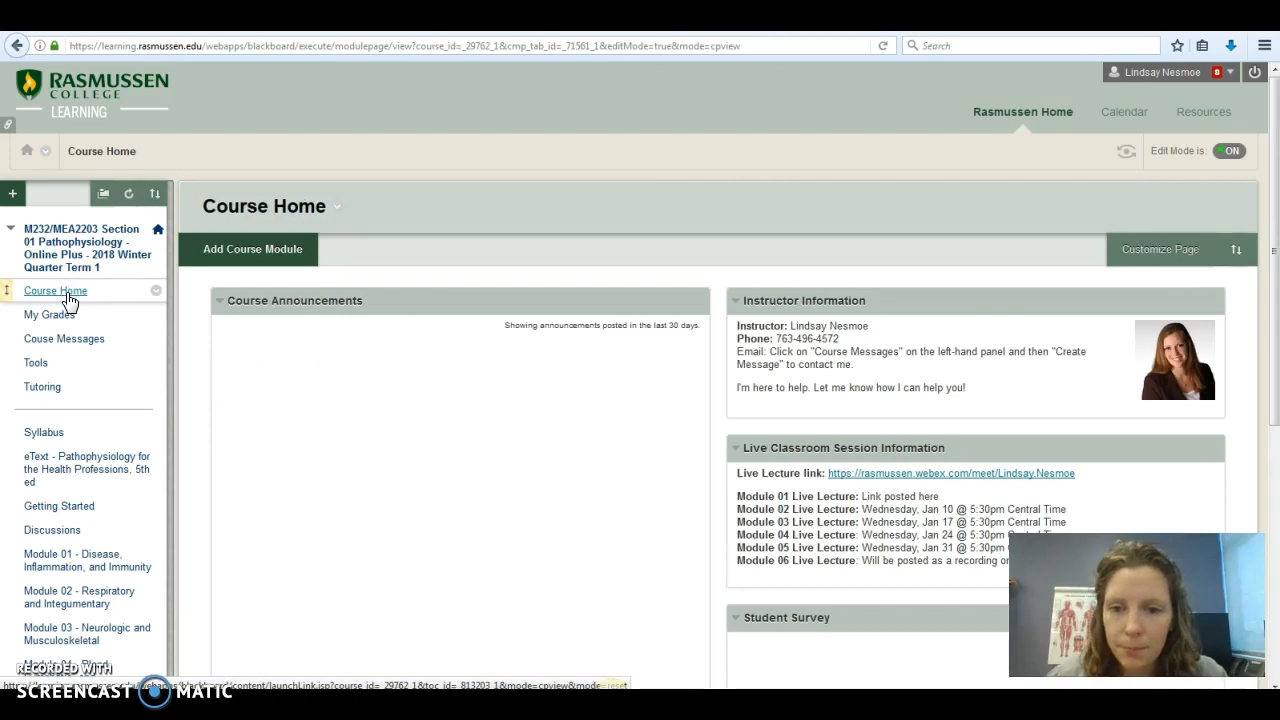 https://learning.rasmussen.edu/webapps/blackboard/execute/modulepage/view?course_id=_29762_1&cmp_tab_id=_71561_1&editMode=true&mode=cpview
Search
RASMUSSEN
COLLEGE
LEARNING
Lindsay Nesmoe
8
Rasmussen Home
Calendar
Resources
Course Home
Edit Mode is:
ON
M232/MEA2203 Section
01 Pathophysiology -
Online Plus - 2018 Winter
Quarter Term 1
Course Home
My Grades
Couse Messages
Tools
Tutoring
Syllabus
eText - Pathophysiology for
the Health Professions, 5th
ed
Getting Started
Discussions
Module 01 - Disease,
Inflammation, and Immunity
Module 02 - Respiratory
and Integumentary
Module 03 - Neurologic and
Musculoskeletal
Course Home
Add Course Module
Customize Page
Course Announcements
Showing announcements posted in the last 30 days.
Instructor Information
Instructor: Lindsay Nesmoe
Phone: 763-496-4572
Email: Click on "Course Messages" on the left-hand panel and then "Create
Message" to contact me.
I'm here to help. Let me know how I can help you!
Live Classroom Session Information
Live Lecture link: https://rasmussen.webex.com/meet/Lindsay.Nesmoe
Module 01 Live Lecture: Link posted here
Module 02 Live Lecture: Wednesday, Jan 10 @ 5:30pm Central Time
Module 03 Live Lecture: Wednesday, Jan 17 @ 5:30pm Central Time
Module 04 Live Lecture: Wednesday, Jan 24 @ 5:30pm Central Time
Module 05 Live Lecture: Wednesday, Jan 31 @ 5:30pm
Module 06 Live Lecture: Will be posted as a recording
Student Survey
RECORDED WITH
SCREENCAST MATIC